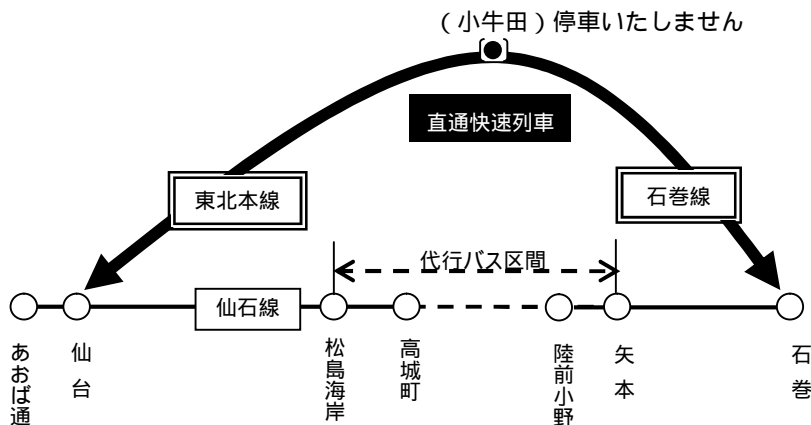 （小牛田）停車いたしません
直通快速列車
東北本線
石巻線
代行バス区間
仙石線
あおば通
仙台
松島海岸
高城町
陸前小野
矢本
石巻